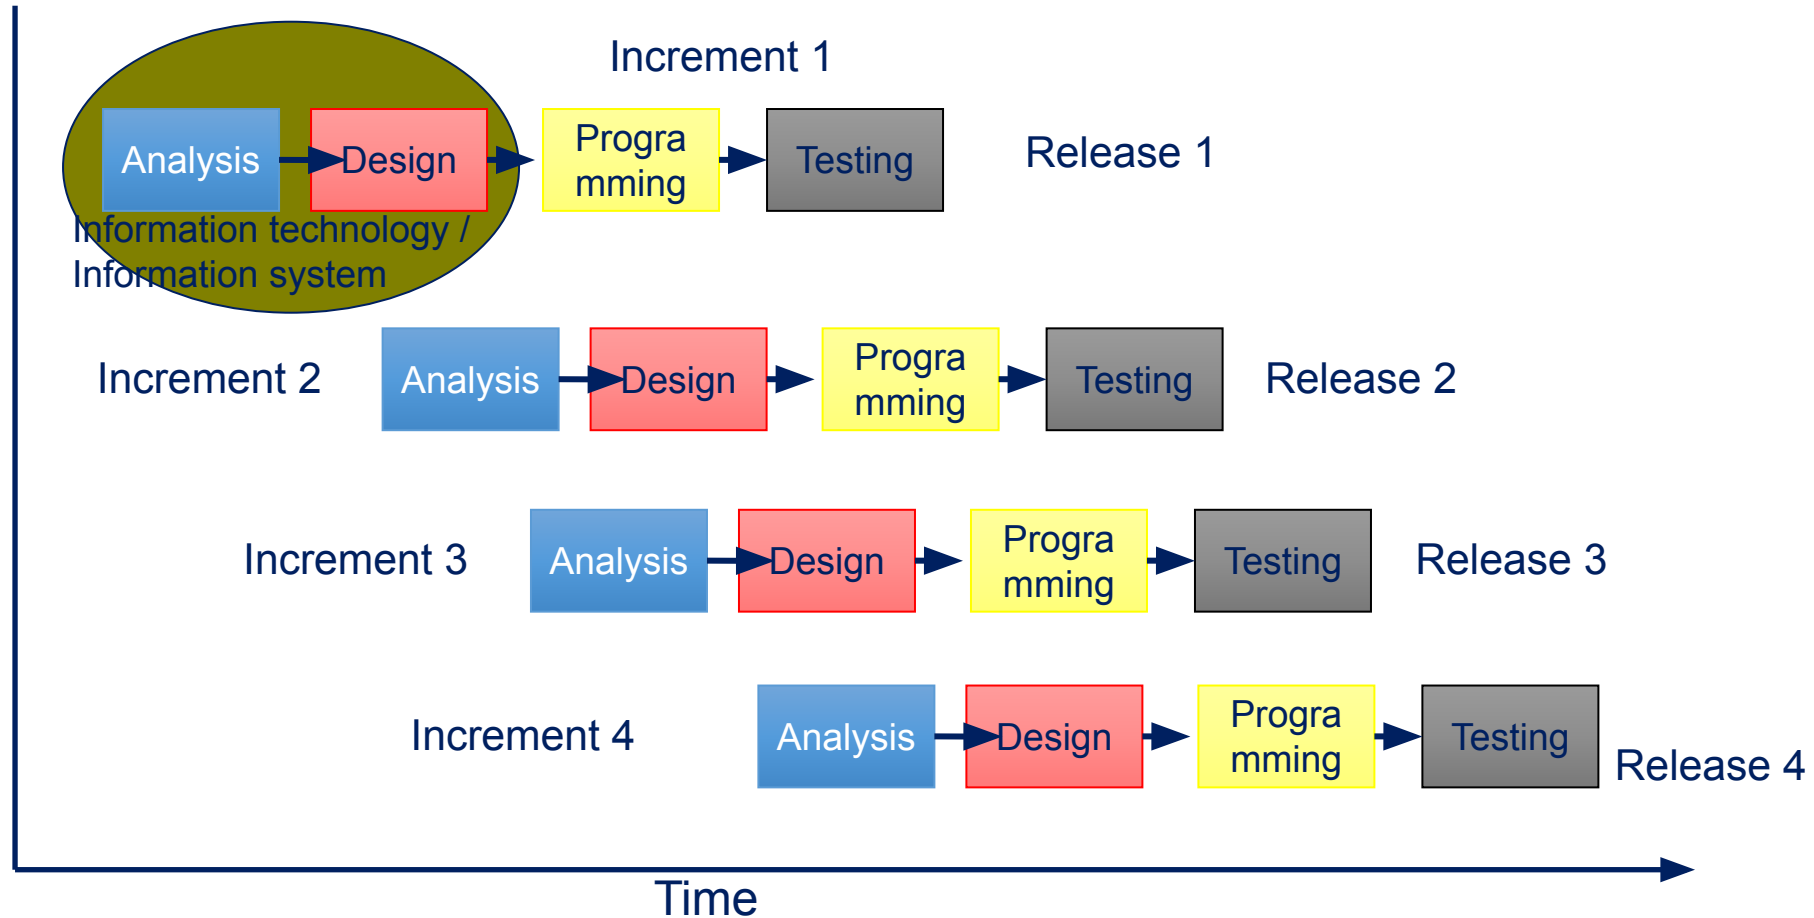 Increment 1
Analysis
Design
Progra
mming
Testing
Release 1
Information technology /
Information system
Increment 2
Analysis
Design
Progra
mming
Testing
Release 2
Increment 3
Analysis
Design
Progra
mming
Testing
Release 3
Increment 4
Analysis
Design
Progra
mming
Testing
Release 4
Time